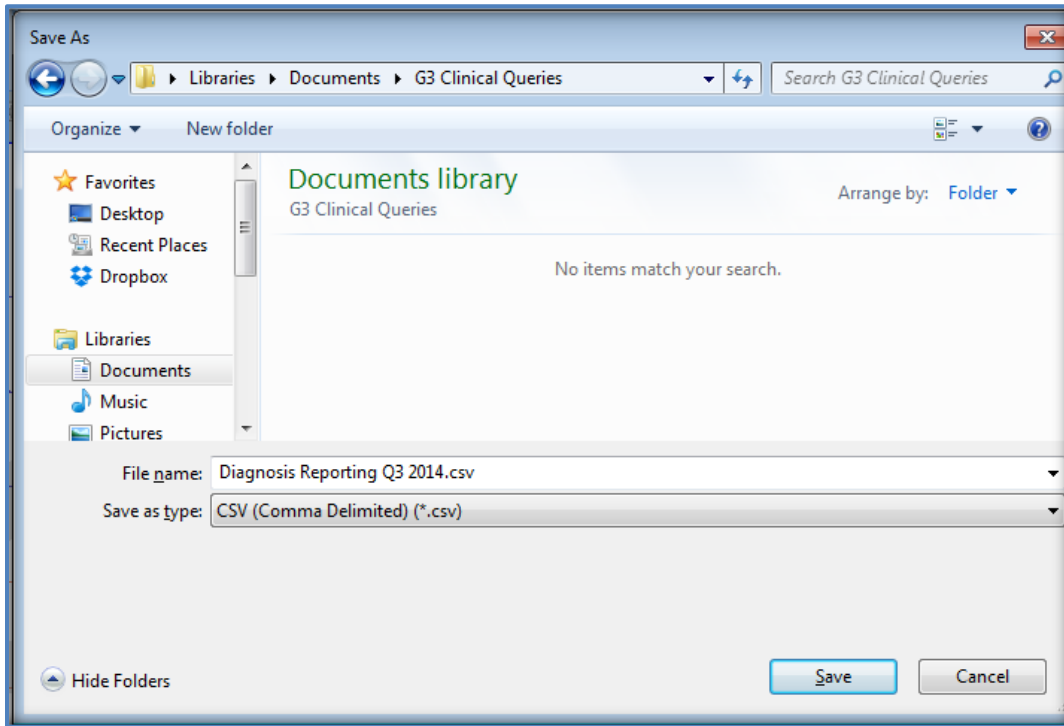 Save As
Libraries Documents G3 Clinical Queries
Search G3 Clinical Queries
Organize New folder
Favorites
Desktop
Recent Places
Dropbox
Libraries
Documents
Music
Pictures
Documents library
G3 Clinical Queries
Arrange by: Folder
No items match your search.
File name: Diagnosis Reporting Q3 2014.csv
Save as type: CSV (Comma Delimited) (*.csv)
Hide Folders
Save
Cancel